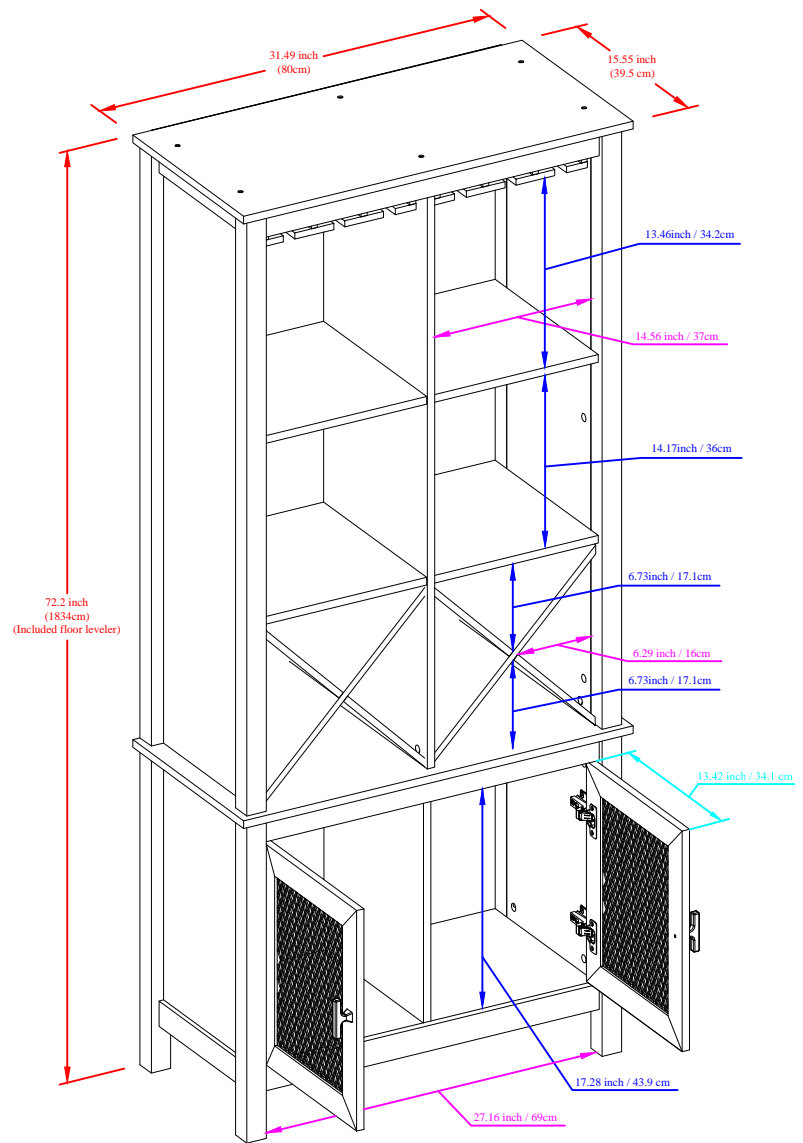 31.49 inch
(80cm)
15.55 inch
(39.5 cm)
13.46inch / 34.2cm
14.56 inch / 37cm
14.17inch / 36cm
72.2 inch
(1834cm)
(Included floor leveler)
6.73inch / 17.1cm
6.29 inch / 16cm
6.73inch / 17.1cm
13.42 inch / 34.1 cm
17.28 inch / 43.9 cm
27.16 inch / 69cm